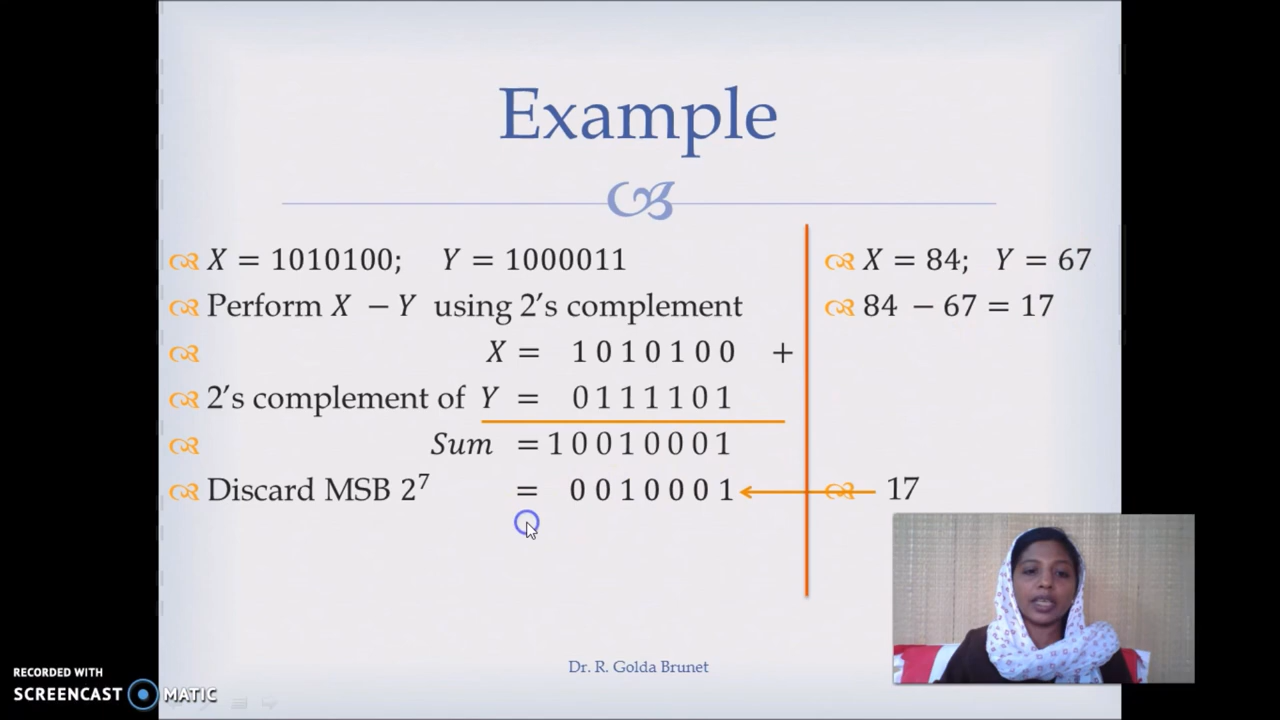 Example
X = 1010100; Y = 1000011
Perform X − Y using 2's complement
X = 1 0 1 0 1 0 0 +
2's complement of Y = 0 1 1 1 1 0 1
Sum = 1 0 0 1 0 0 0 1
Discard MSB 2⁷ = 0 0 1 0 0 0 1
X = 84; Y = 67
84 − 67 = 17
17
Dr. R. Golda Brunet
RECORDED WITH
SCREENCAST MATIC